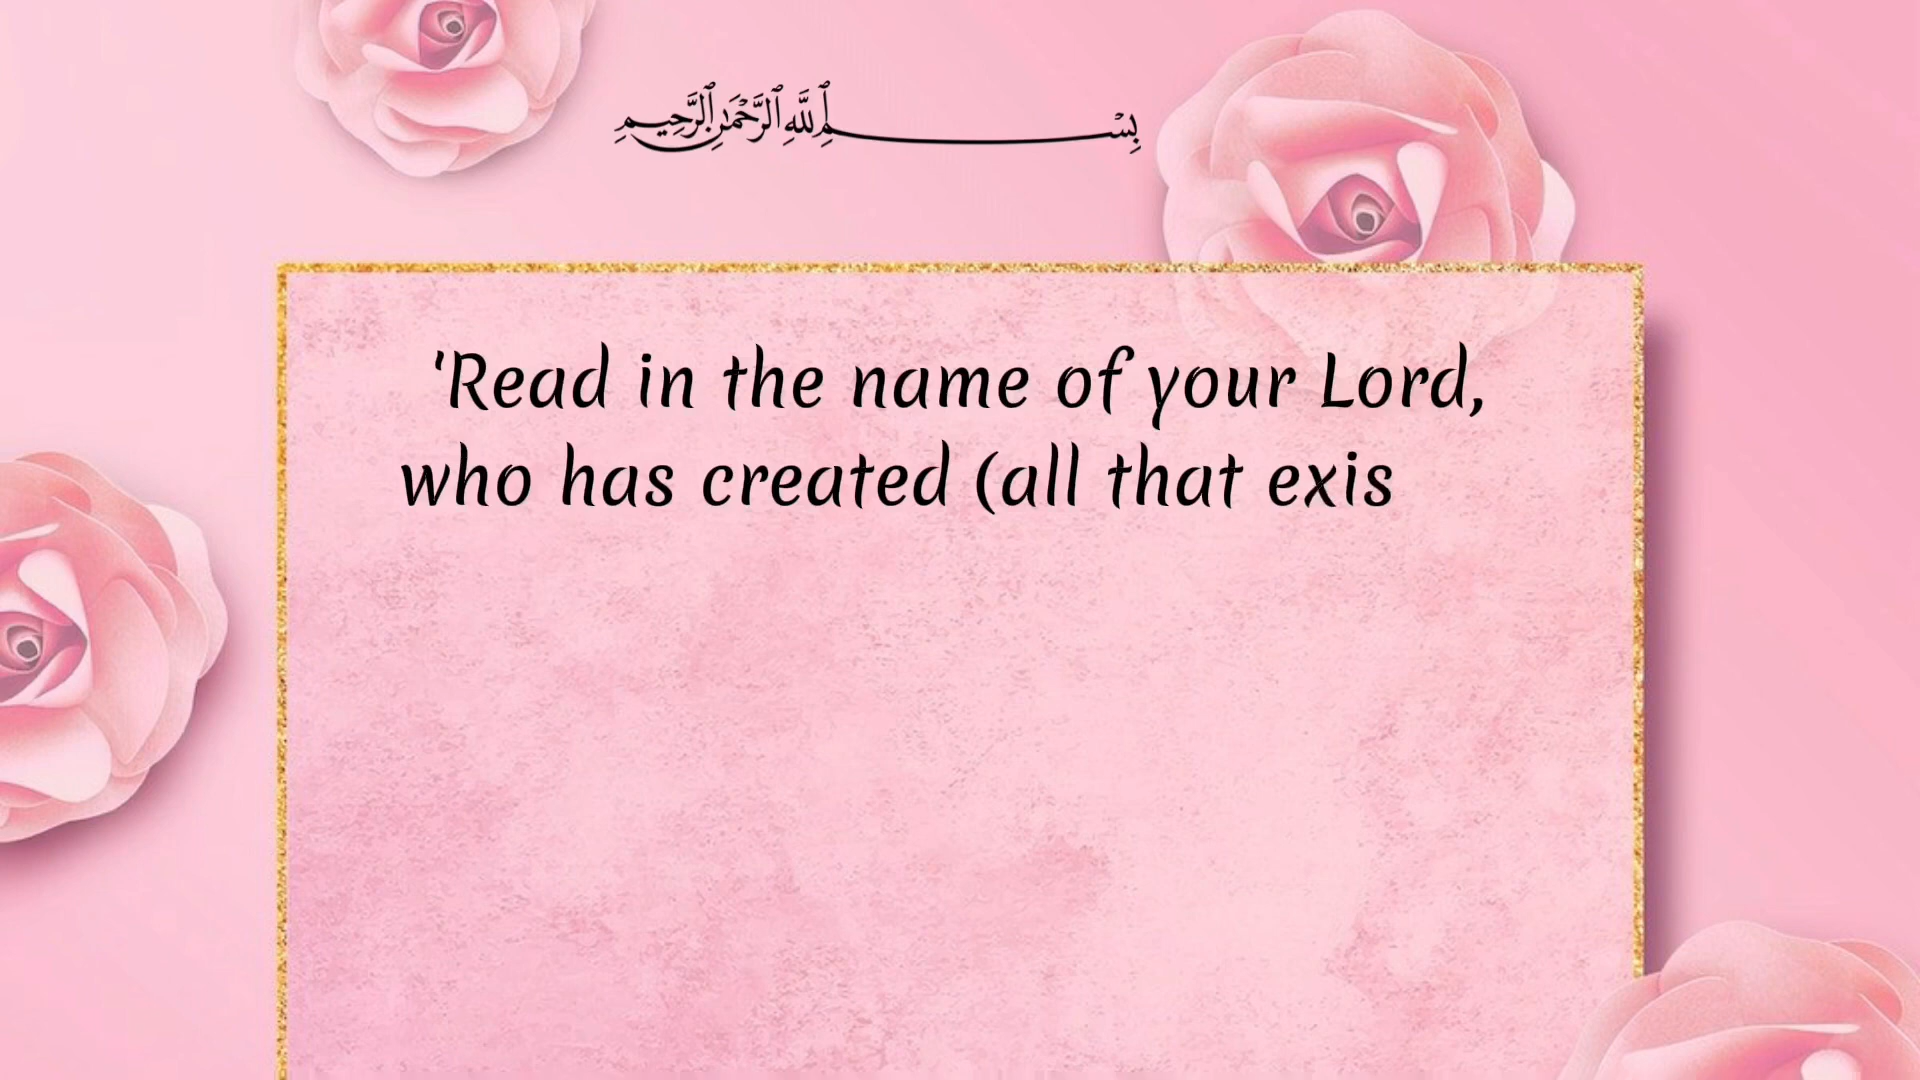 بِسْمِ ٱللَّهِ ٱلرَّحْمَٰنِ ٱلرَّحِيمِ
'Read in the name of your Lord,
who has created (all that exis